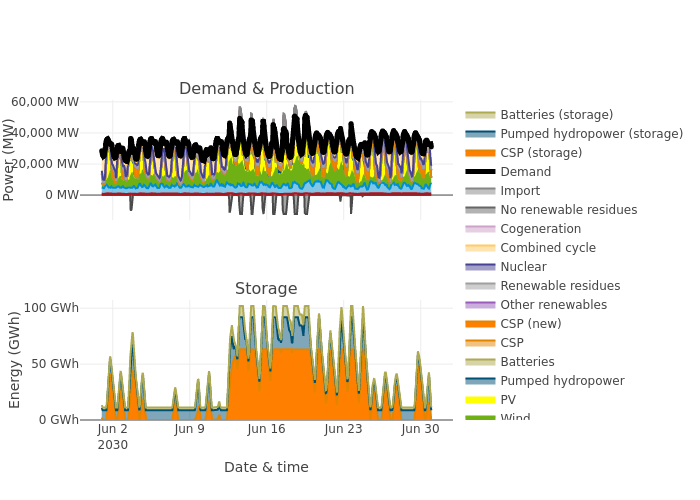 Demand & Production
60,000 MW
40,000 MW
20,000 MW
0 MW
Power (MW)
Storage
100 GWh
50 GWh
0 GWh
Energy (GWh)
Jun 2
2030
Jun 9
Jun 16
Jun 23
Jun 30
Date & time
Batteries (storage)
Pumped hydropower (storage)
CSP (storage)
Demand
Import
No renewable residues
Cogeneration
Combined cycle
Nuclear
Renewable residues
Other renewables
CSP (new)
CSP
Batteries
Pumped hydropower
PV
Wind